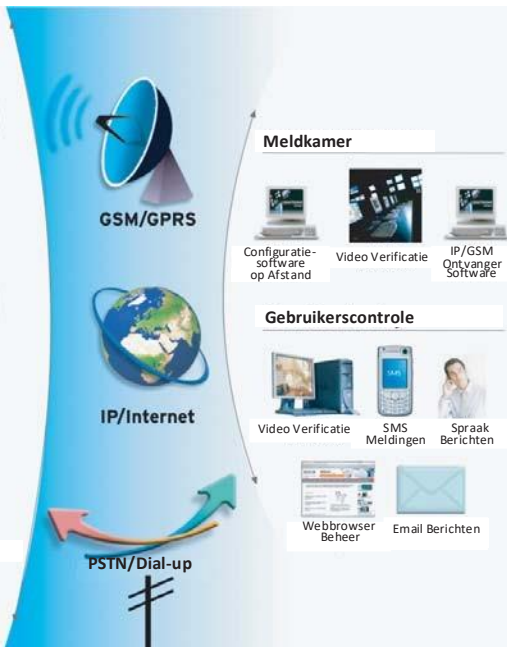 GSM/GPRS
IP/Internet
PSTN/Dial-up
Meldkamer
Configuratie-
software
op Afstand
Video Verificatie
IP/GSM
Ontvanger
Software
Gebruikerscontrole
Video Verificatie
SMS
SMS
Meldingen
Spraak
Berichten
Webbrowser
Beheer
Email Berichten